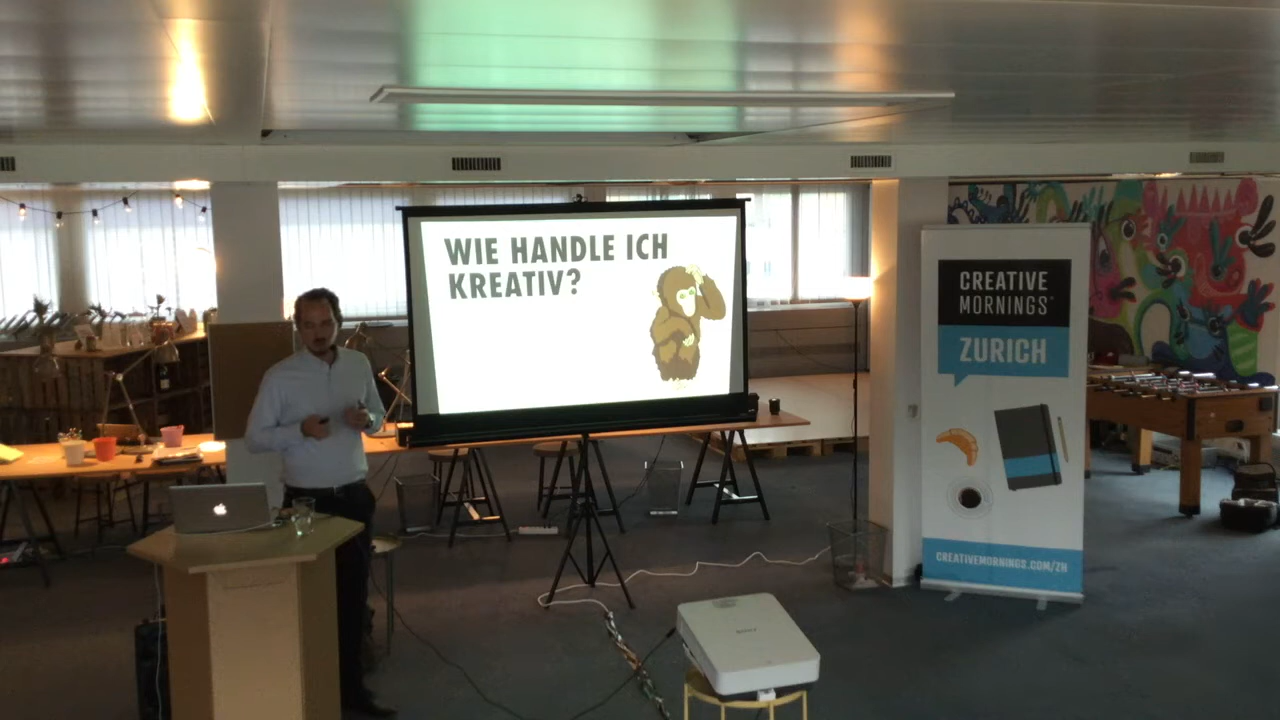 WIE HANDLE ICH
KREATIV?
CREATIVE
MORNINGS
ZURICH
CREATIVEMORNINGS.COM/ZH